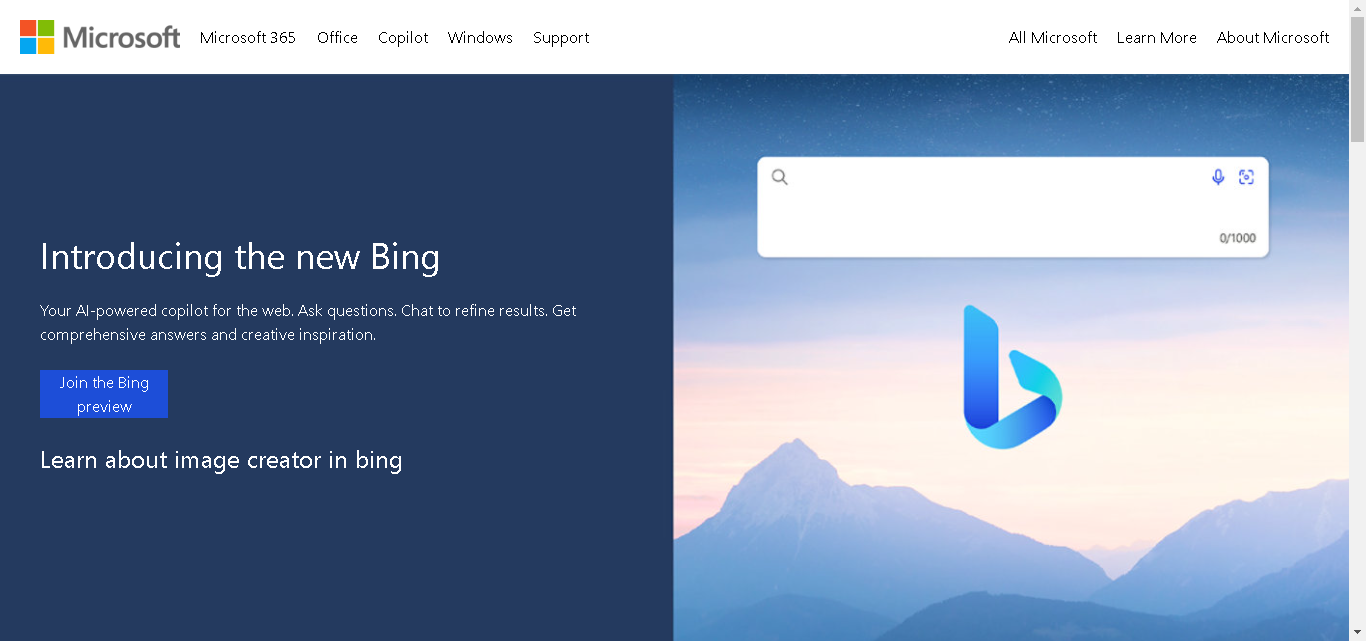 Microsoft
Microsoft 365
Office
Copilot
Windows
Support
All Microsoft
Learn More
About Microsoft
0/1000
Introducing the new Bing
Your AI-powered copilot for the web. Ask questions. Chat to refine results. Get
comprehensive answers and creative inspiration.
Join the Bing
preview
Learn about image creator in bing